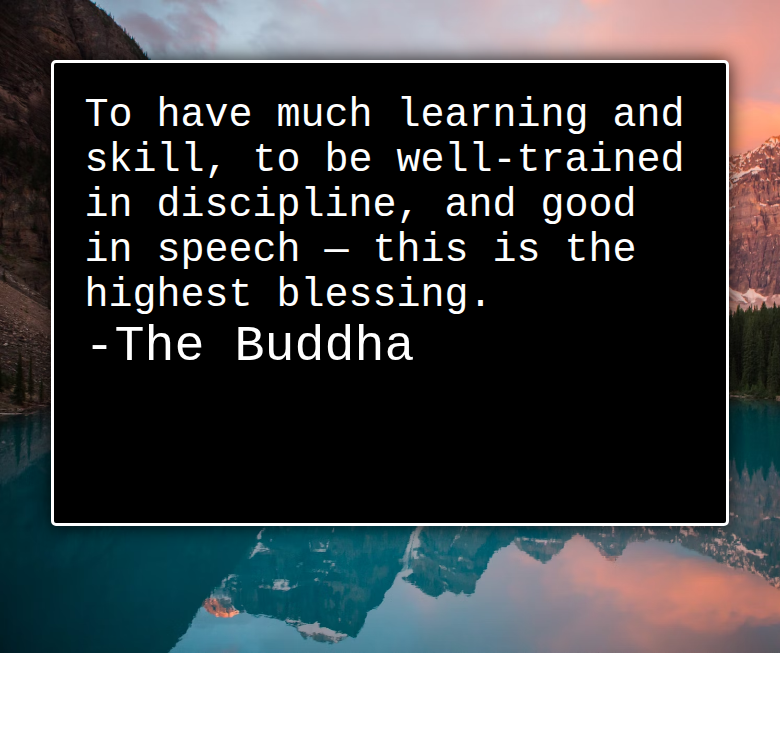 To have much learning and
skill, to be well-trained
in discipline, and good
in speech — this is the
highest blessing.
-The Buddha